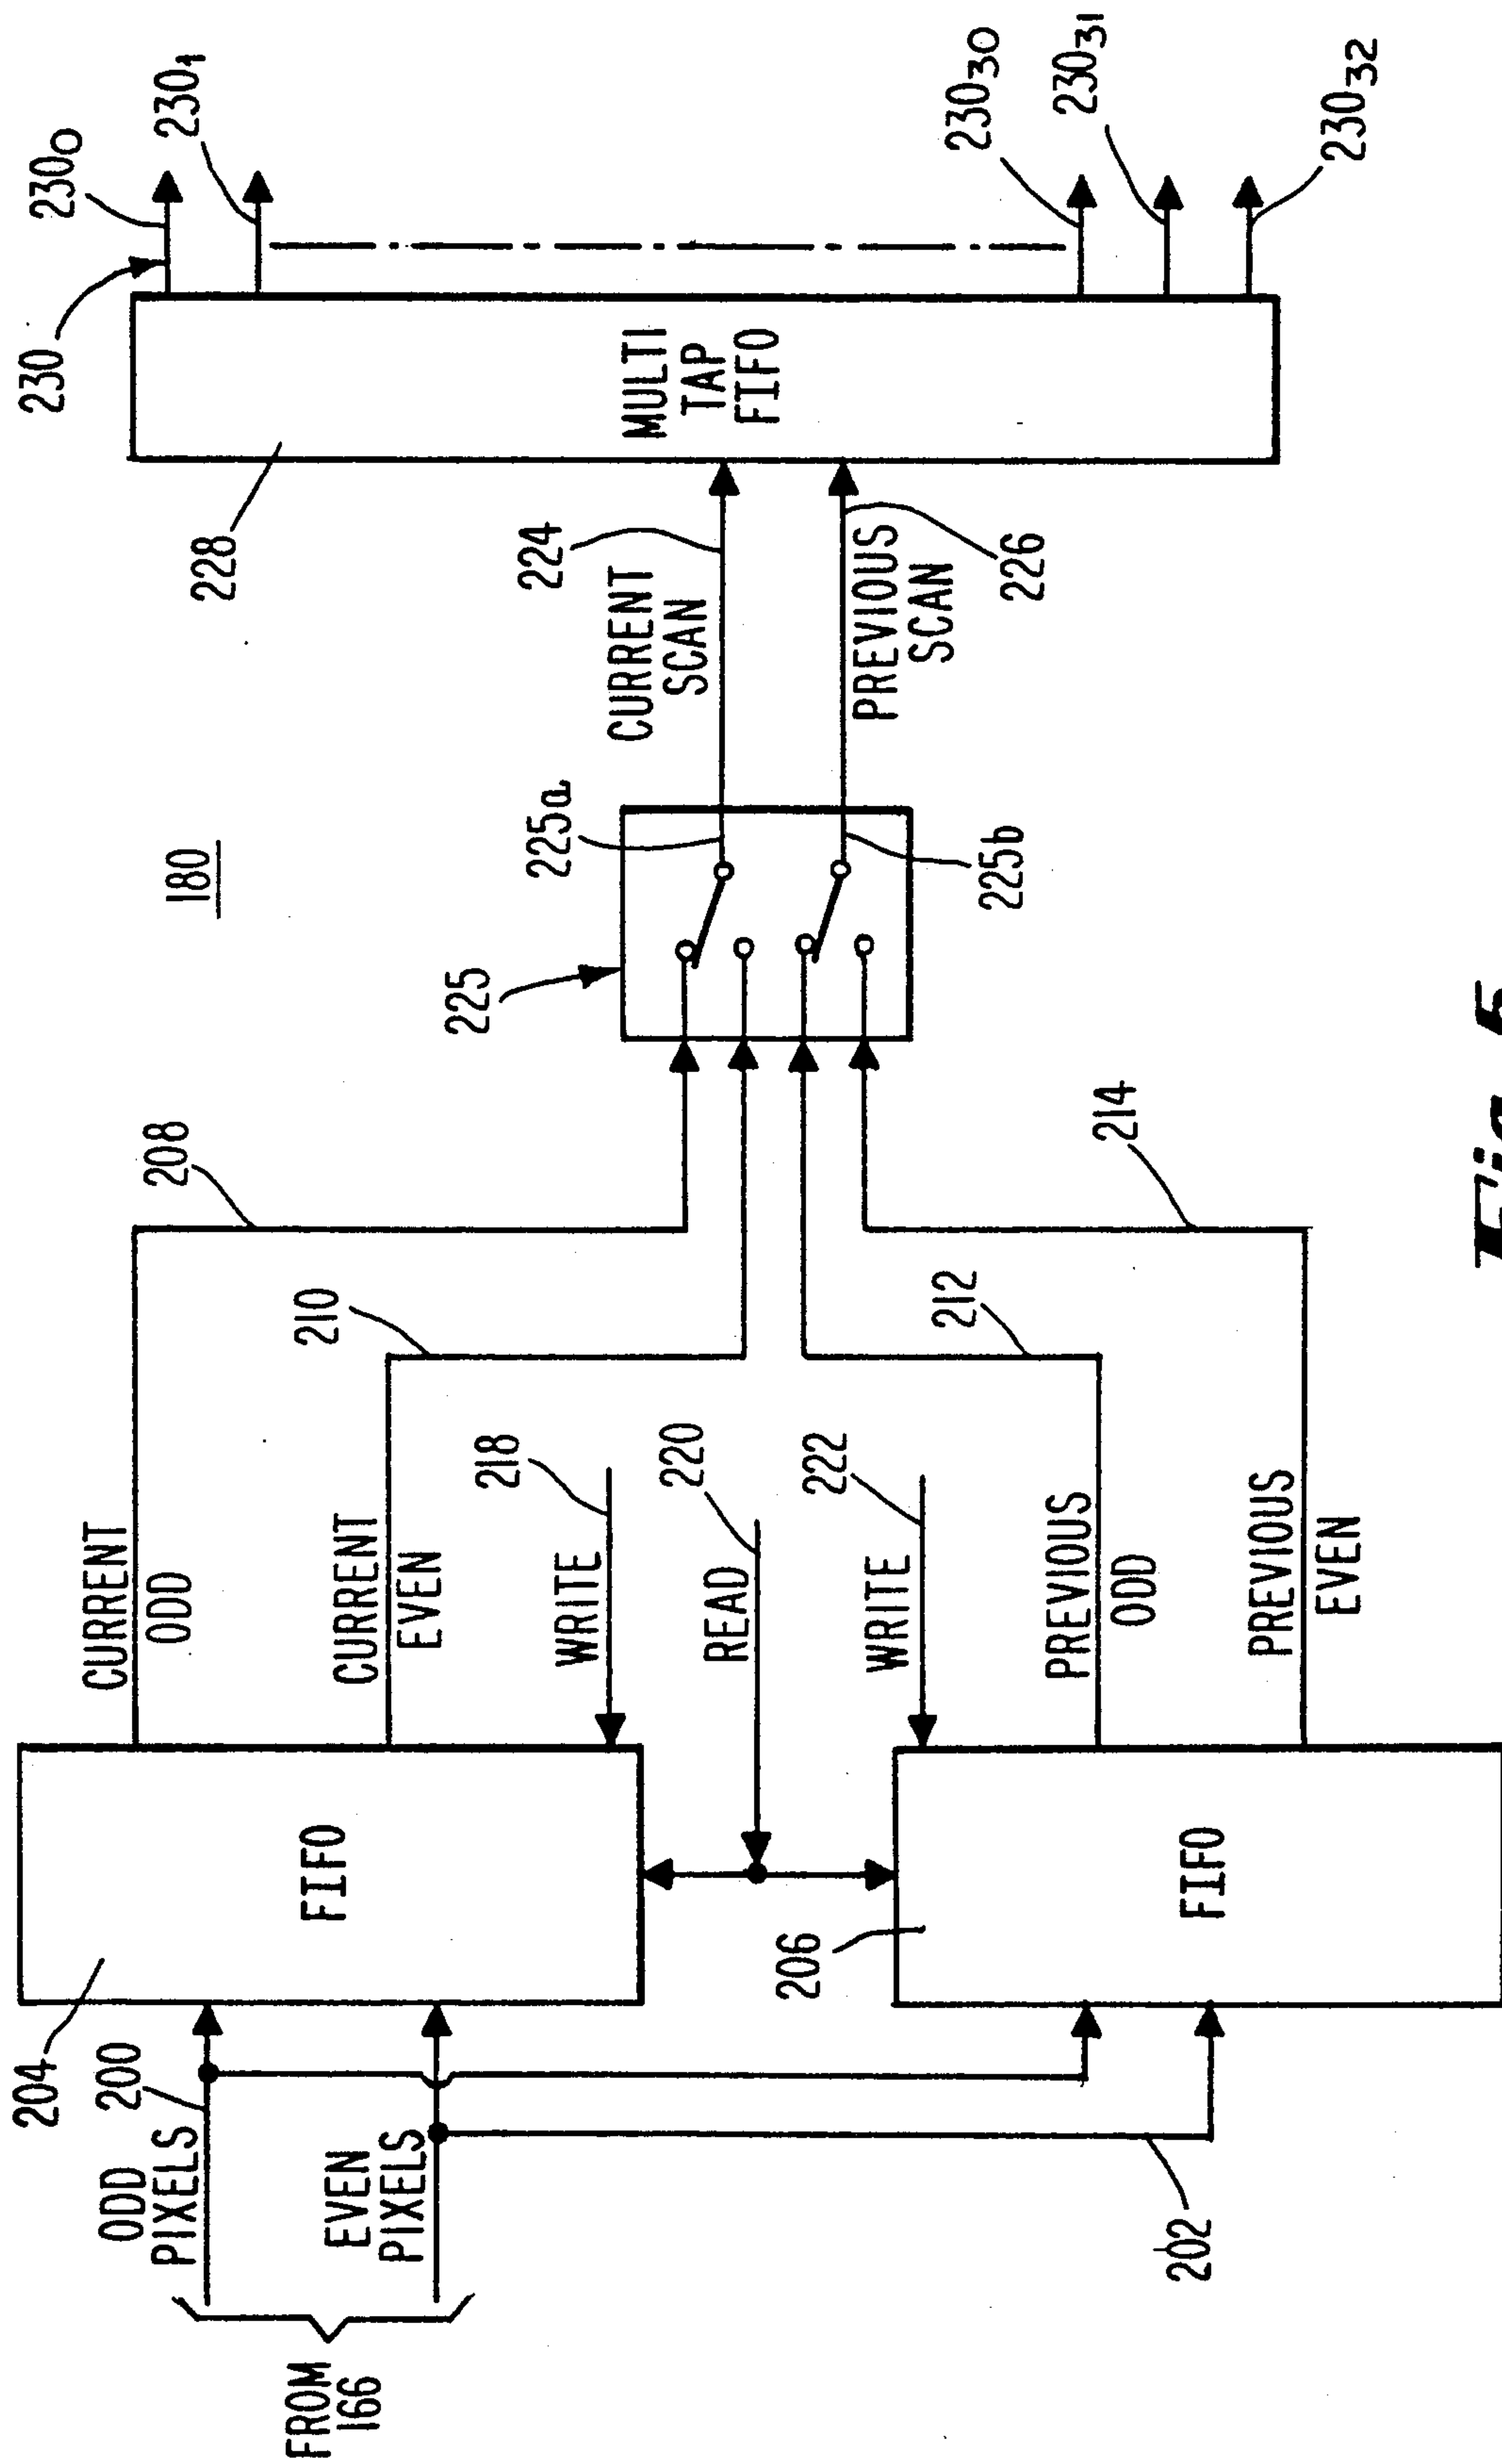 180
FROM
166
ODD
PIXELS
200
EVEN
PIXELS
202
204
FIFO
206
FIFO
CURRENT
ODD
208
CURRENT
EVEN
210
WRITE
218
READ
220
WRITE
222
PREVIOUS
ODD
212
PREVIOUS
EVEN
214
225
225a
225b
CURRENT
SCAN
224
PREVIOUS
SCAN
226
228
MULTI
TAP
FIFO
230
230₀
230₁
230₃₀
230₃₁
230₃₂